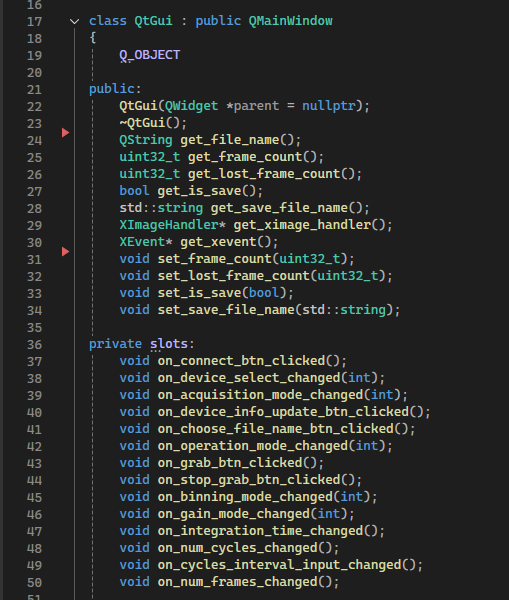 16
17 class QtGui : public QMainWindow
18 {
19 Q_OBJECT
20
21 public:
22 QtGui(QWidget *parent = nullptr);
23 ~QtGui();
24 QString get_file_name();
25 uint32_t get_frame_count();
26 uint32_t get_lost_frame_count();
27 bool get_is_save();
28 std::string get_save_file_name();
29 XImageHandler* get_ximage_handler();
30 XEvent* get_xevent();
31 void set_frame_count(uint32_t);
32 void set_lost_frame_count(uint32_t);
33 void set_is_save(bool);
34 void set_save_file_name(std::string);
35
36 private slots:
37 void on_connect_btn_clicked();
38 void on_device_select_changed(int);
39 void on_acquisition_mode_changed(int);
40 void on_device_info_update_btn_clicked();
41 void on_choose_file_name_btn_clicked();
42 void on_operation_mode_changed(int);
43 void on_grab_btn_clicked();
44 void on_stop_grab_btn_clicked();
45 void on_binning_mode_changed(int);
46 void on_gain_mode_changed(int);
47 void on_integration_time_changed();
48 void on_num_cycles_changed();
49 void on_cycles_interval_input_changed();
50 void on_num_frames_changed();
51